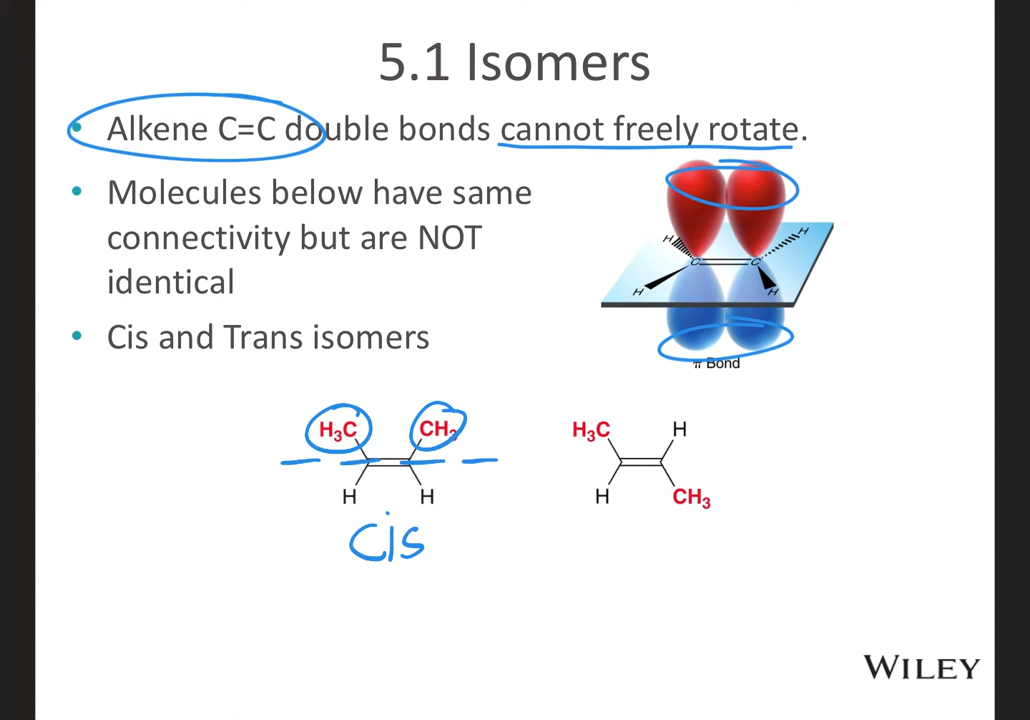 5.1 Isomers
• Alkene C=C double bonds cannot freely rotate.
• Molecules below have same
connectivity but are NOT
identical
• Cis and Trans isomers
H H
C C
H H
π Bond
H₃C CH₃
H H
H₃C H
H CH₃
cis
WILEY